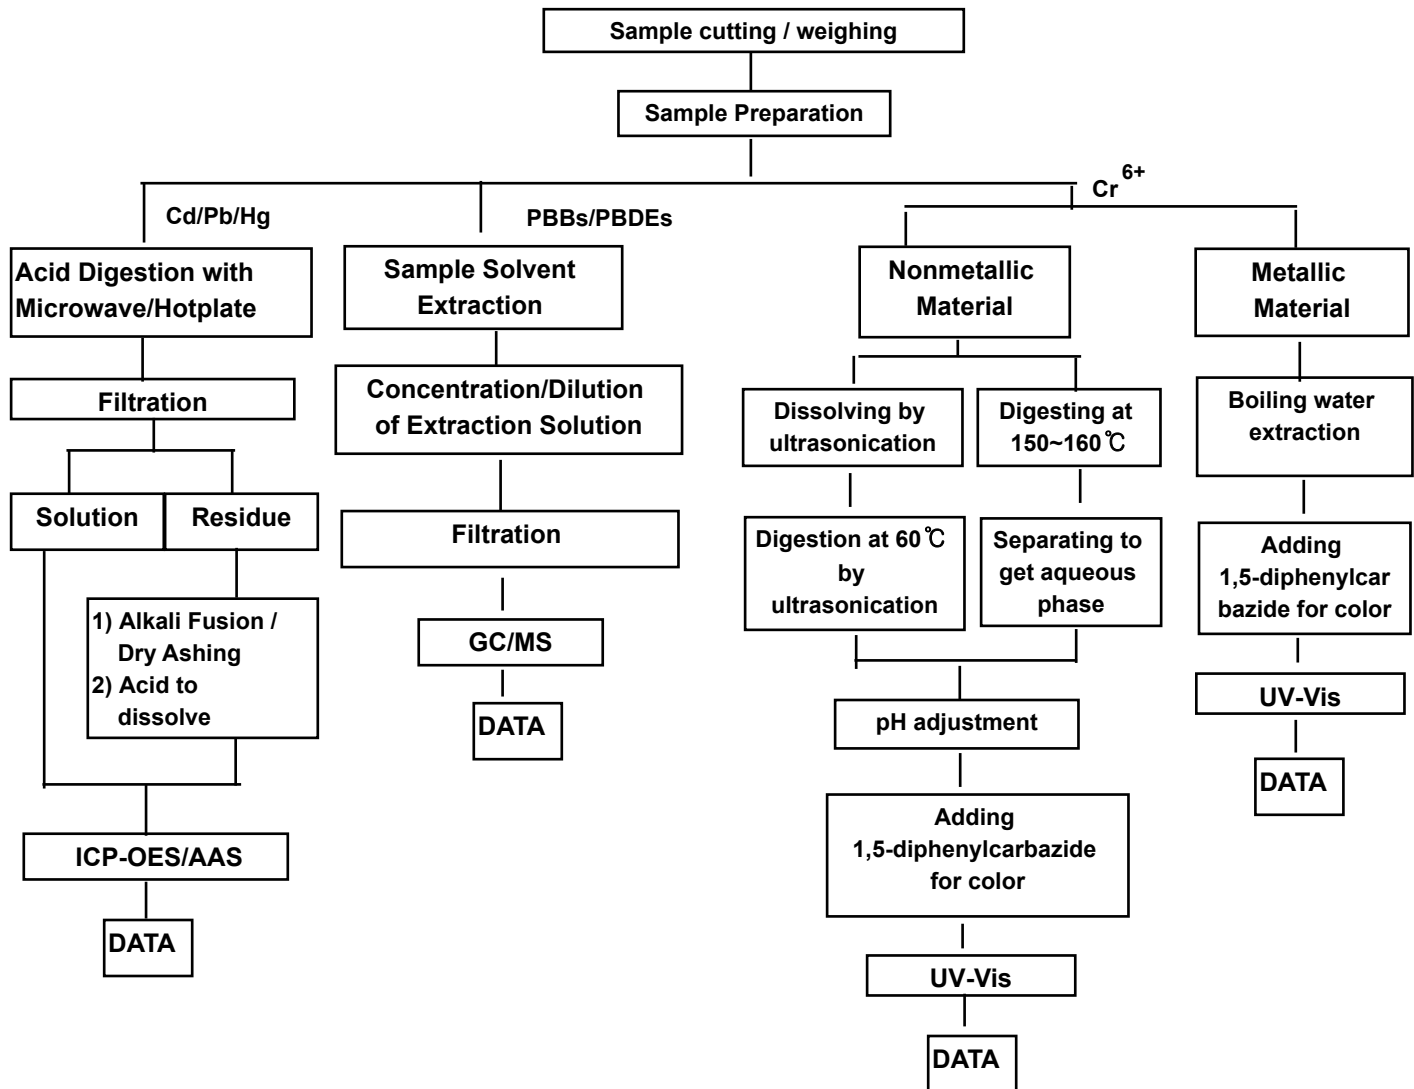 Sample cutting / weighing
Sample Preparation
Cd/Pb/Hg
PBBs/PBDEs
Cr 6+
Acid Digestion with
Microwave/Hotplate
Filtration
Solution
Residue
1) Alkali Fusion /
Dry Ashing
2) Acid to
dissolve
ICP-OES/AAS
DATA
Sample Solvent
Extraction
Concentration/Dilution
of Extraction Solution
Filtration
GC/MS
DATA
Nonmetallic
Material
Dissolving by
ultrasonication
Digestion at 60℃
by
ultrasonication
Digesting at
150~160℃
Separating to
get aqueous
phase
pH adjustment
Adding
1,5-diphenylcarbazide
for color
UV-Vis
DATA
Metallic
Material
Boiling water
extraction
Adding
1,5-diphenylcar
bazide for color
UV-Vis
DATA